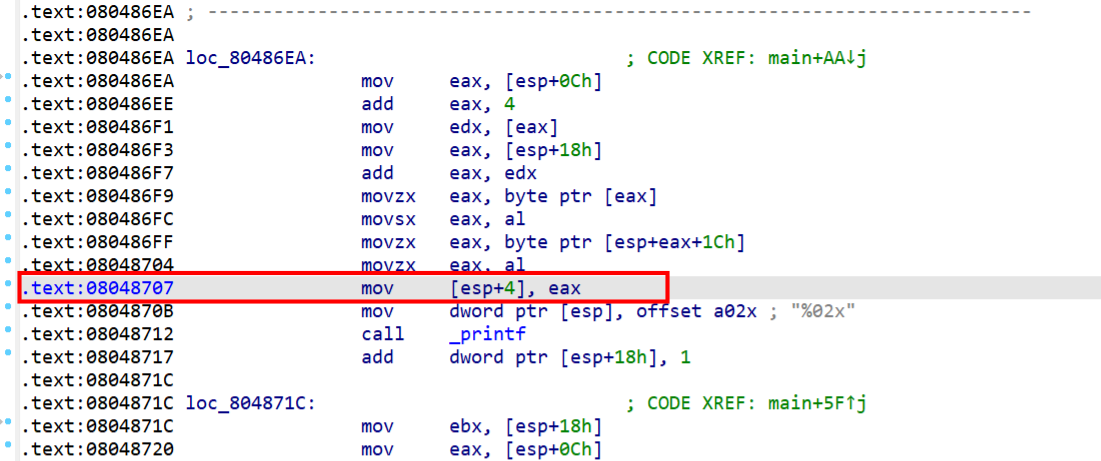 .text:080486EA ; ---------------------------------------------------------------------------
.text:080486EA
.text:080486EA loc_80486EA: ; CODE XREF: main+AA↓j
.text:080486EA mov eax, [esp+0Ch]
.text:080486EE add eax, 4
.text:080486F1 mov edx, [eax]
.text:080486F3 mov eax, [esp+18h]
.text:080486F7 add eax, edx
.text:080486F9 movzx eax, byte ptr [eax]
.text:080486FC movsx eax, al
.text:080486FF movzx eax, byte ptr [esp+eax+1Ch]
.text:08048704 movzx eax, al
.text:08048707 mov [esp+4], eax
.text:0804870B mov dword ptr [esp], offset a02x ; "%02x"
.text:08048712 call _printf
.text:08048717 add dword ptr [esp+18h], 1
.text:0804871C
.text:0804871C loc_804871C: ; CODE XREF: main+5F↑j
.text:0804871C mov ebx, [esp+18h]
.text:08048720 mov eax, [esp+0Ch]